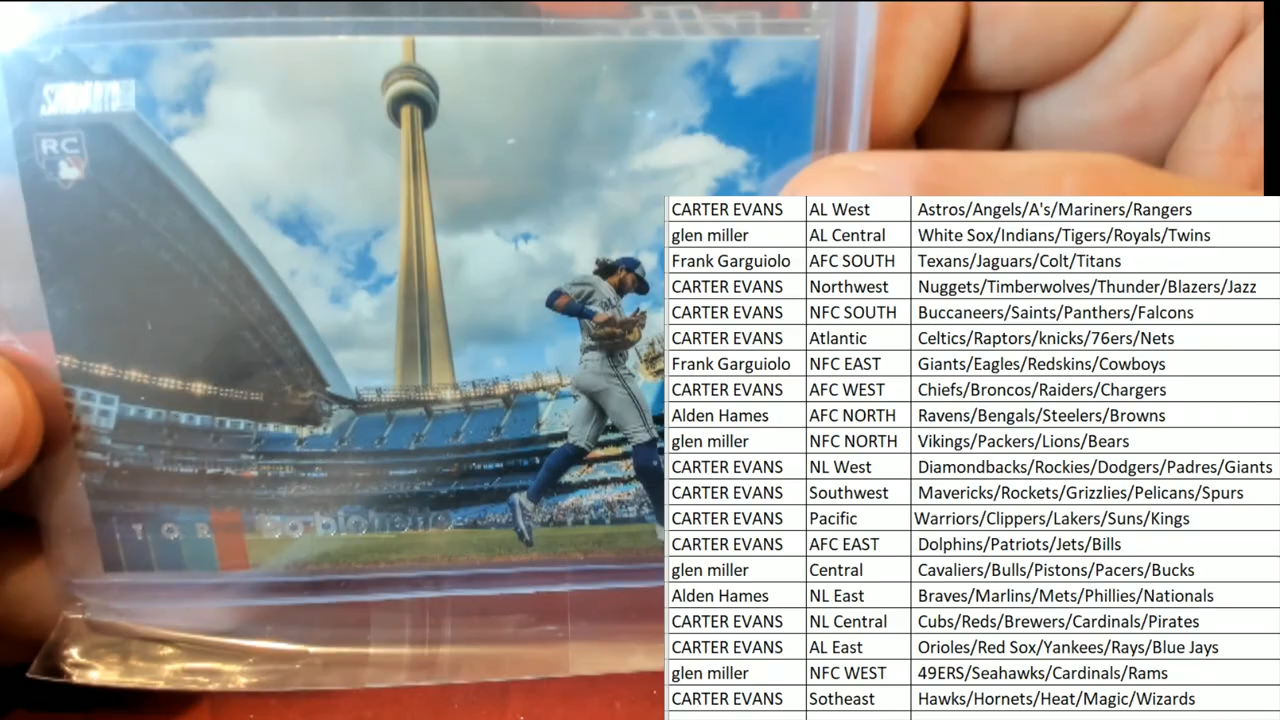 RC
TOR
CARTER EVANS AL West Astros/Angels/A's/Mariners/Rangers
glen miller AL Central White Sox/Indians/Tigers/Royals/Twins
Frank Garguiolo AFC SOUTH Texans/Jaguars/Colt/Titans
CARTER EVANS Northwest Nuggets/Timberwolves/Thunder/Blazers/Jazz
CARTER EVANS NFC SOUTH Buccaneers/Saints/Panthers/Falcons
CARTER EVANS Atlantic Celtics/Raptors/knicks/76ers/Nets
Frank Garguiolo NFC EAST Giants/Eagles/Redskins/Cowboys
CARTER EVANS AFC WEST Chiefs/Broncos/Raiders/Chargers
Alden Hames AFC NORTH Ravens/Bengals/Steelers/Browns
glen miller NFC NORTH Vikings/Packers/Lions/Bears
CARTER EVANS NL West Diamondbacks/Rockies/Dodgers/Padres/Giants
CARTER EVANS Southwest Mavericks/Rockets/Grizzlies/Pelicans/Spurs
CARTER EVANS Pacific Warriors/Clippers/Lakers/Suns/Kings
CARTER EVANS AFC EAST Dolphins/Patriots/Jets/Bills
glen miller Central Cavaliers/Bulls/Pistons/Pacers/Bucks
Alden Hames NL East Braves/Marlins/Mets/Phillies/Nationals
CARTER EVANS NL Central Cubs/Reds/Brewers/Cardinals/Pirates
CARTER EVANS AL East Orioles/Red Sox/Yankees/Rays/Blue Jays
glen miller NFC WEST 49ERS/Seahawks/Cardinals/Rams
CARTER EVANS Sotheast Hawks/Hornets/Heat/Magic/Wizards